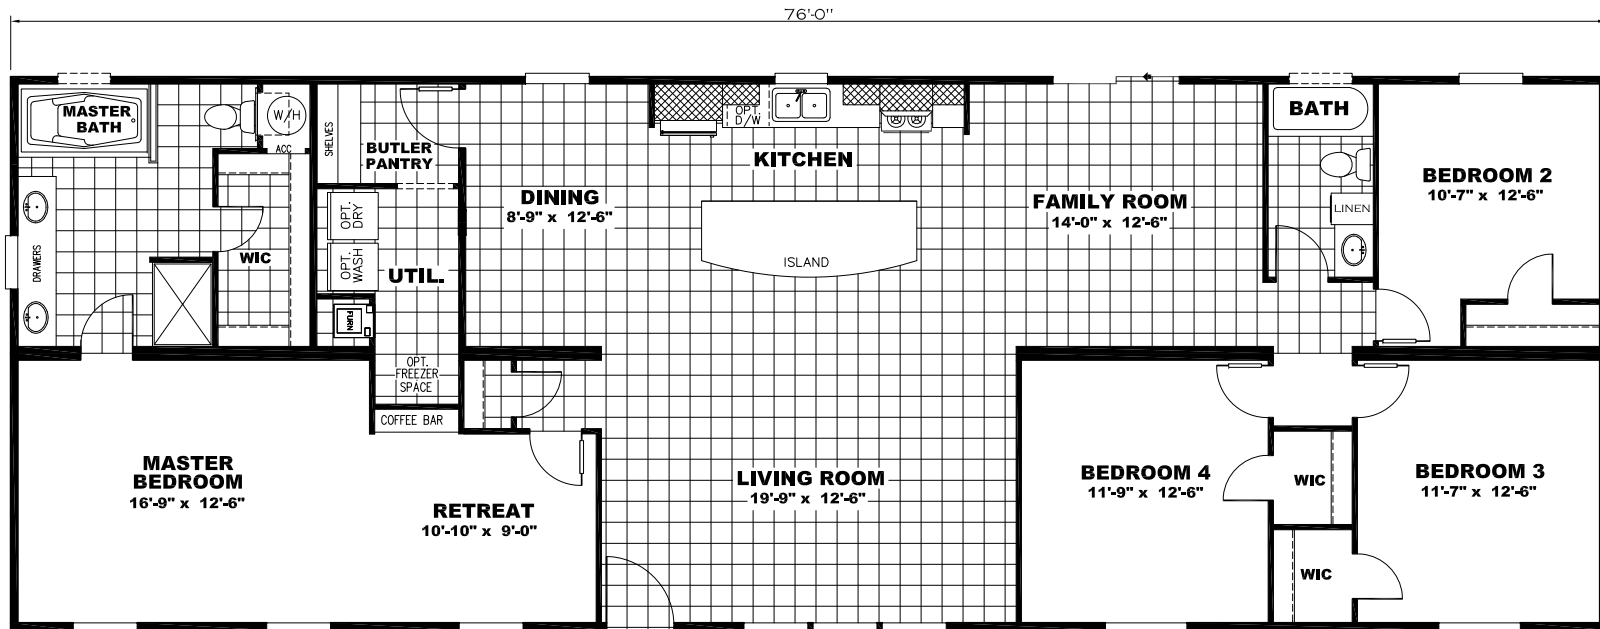 76'-0"
MASTER
BATH
W/H
ACC
SHELVES
BUTLER
PANTRY
OPT.
D/W
KITCHEN
BATH
DINING
8'-9" x 12'-6"
FAMILY ROOM
14'-0" x 12'-6"
BEDROOM 2
10'-7" x 12'-6"
LINEN
DRAWERS
WIC
OPT.
DRY
OPT.
WASH
UTIL.
ISLAND
FURN
OPT.
FREEZER
SPACE
COFFEE BAR
MASTER
BEDROOM
16'-9" x 12'-6"
RETREAT
10'-10" x 9'-0"
LIVING ROOM
19'-9" x 12'-6"
BEDROOM 4
11'-9" x 12'-6"
WIC
BEDROOM 3
11'-7" x 12'-6"
WIC